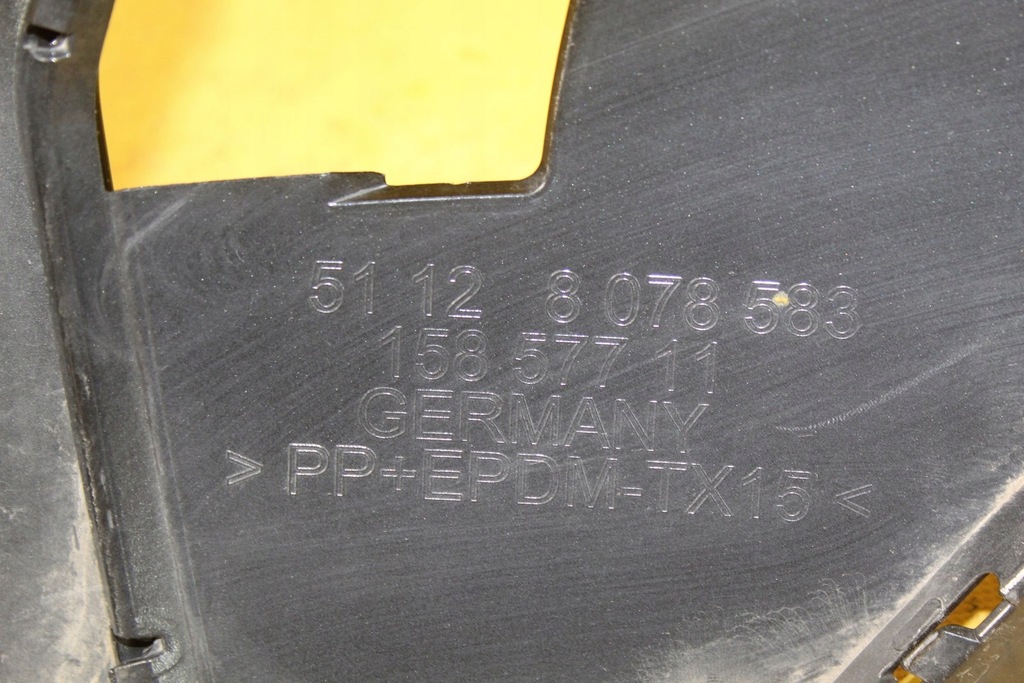 51 12 8 078 583
158 577 11
GERMANY
> PP+EPDM-TX15 <